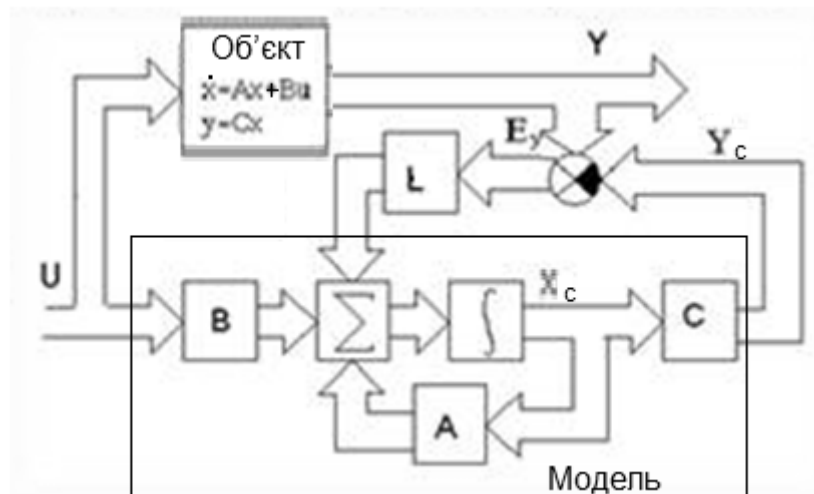 Об’єкт
ẋ=Ax+Bu
y=Cx
Y
E_y
Y_c
L
U
B
Σ
∫
X_c
C
A
Модель